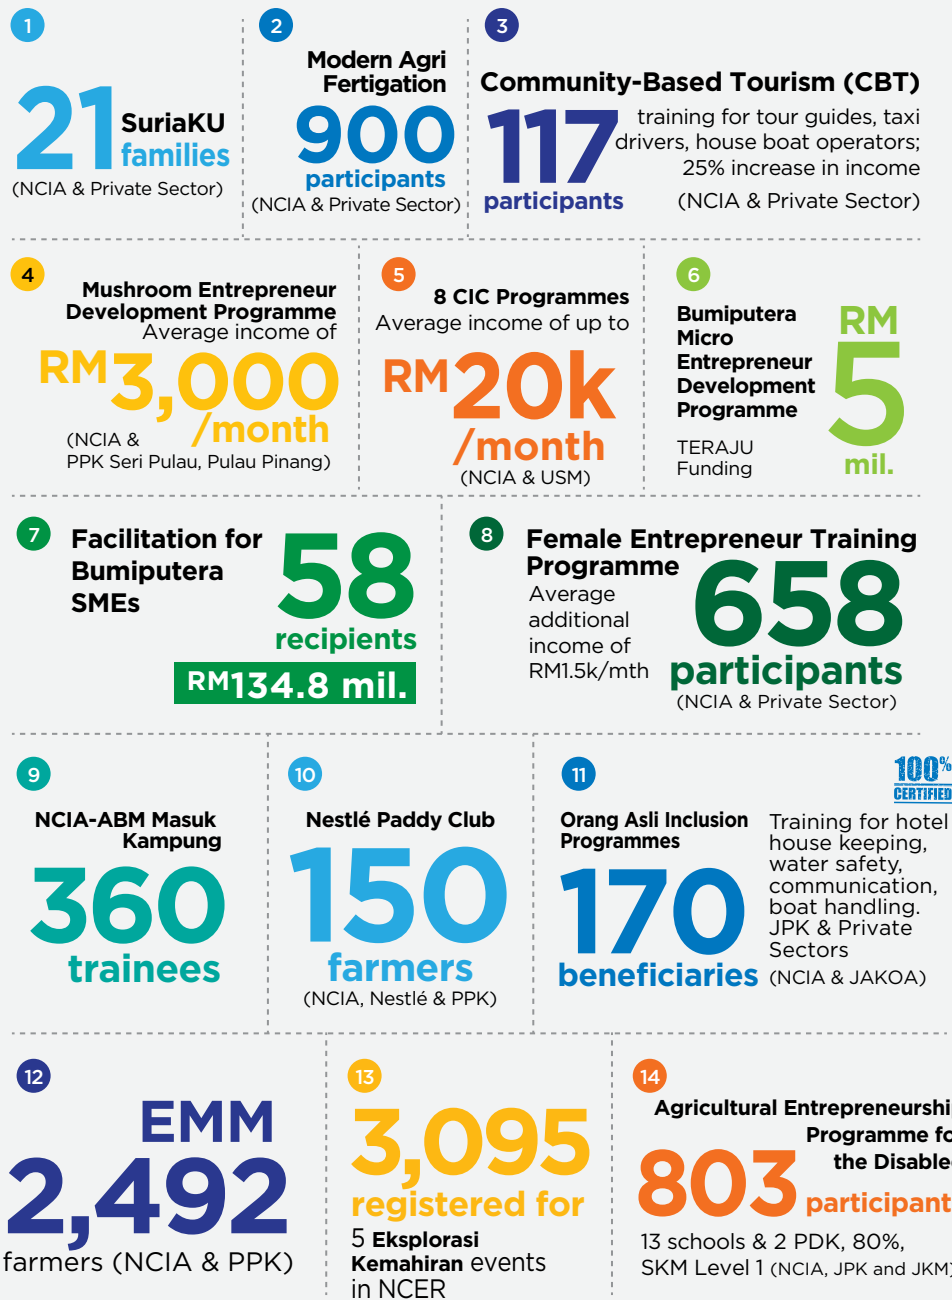 1
21 SuriaKU
families
(NCIA & Private Sector)
2
Modern Agri
Fertigation
900
participants
(NCIA & Private Sector)
3
Community-Based Tourism (CBT)
117
participants
training for tour guides, taxi
drivers, house boat operators;
25% increase in income
(NCIA & Private Sector)
4
Mushroom Entrepreneur
Development Programme
Average income of
RM3,000
/month
(NCIA &
PPK Seri Pulau, Pulau Pinang)
5
8 CIC Programmes
Average income of up to
RM20k
/month
(NCIA & USM)
6
Bumiputera
Micro
Entrepreneur
Development
Programme
TERAJU
Funding
RM
5
mil.
7
Facilitation for
Bumiputera
SMEs
58
recipients
RM134.8 mil.
8
Female Entrepreneur Training
Programme
Average
additional
income of
RM1.5k/mth
658
participants
(NCIA & Private Sector)
9
NCIA-ABM Masuk
Kampung
360
trainees
10
Nestlé Paddy Club
150
farmers
(NCIA, Nestlé & PPK)
11
Orang Asli Inclusion
Programmes
170
beneficiaries
100%
CERTIFIED
Training for hotel
house keeping,
water safety,
communication,
boat handling.
JPK & Private
Sectors
(NCIA & JAKOA)
12
EMM
2,492
farmers (NCIA & PPK)
13
3,095
registered for
5 Eksplorasi
Kemahiran events
in NCER
14
Agricultural Entrepreneurshi
Programme fo
the Disable
803 participant
13 schools & 2 PDK, 80%,
SKM Level 1 (NCIA, JPK and JKM)